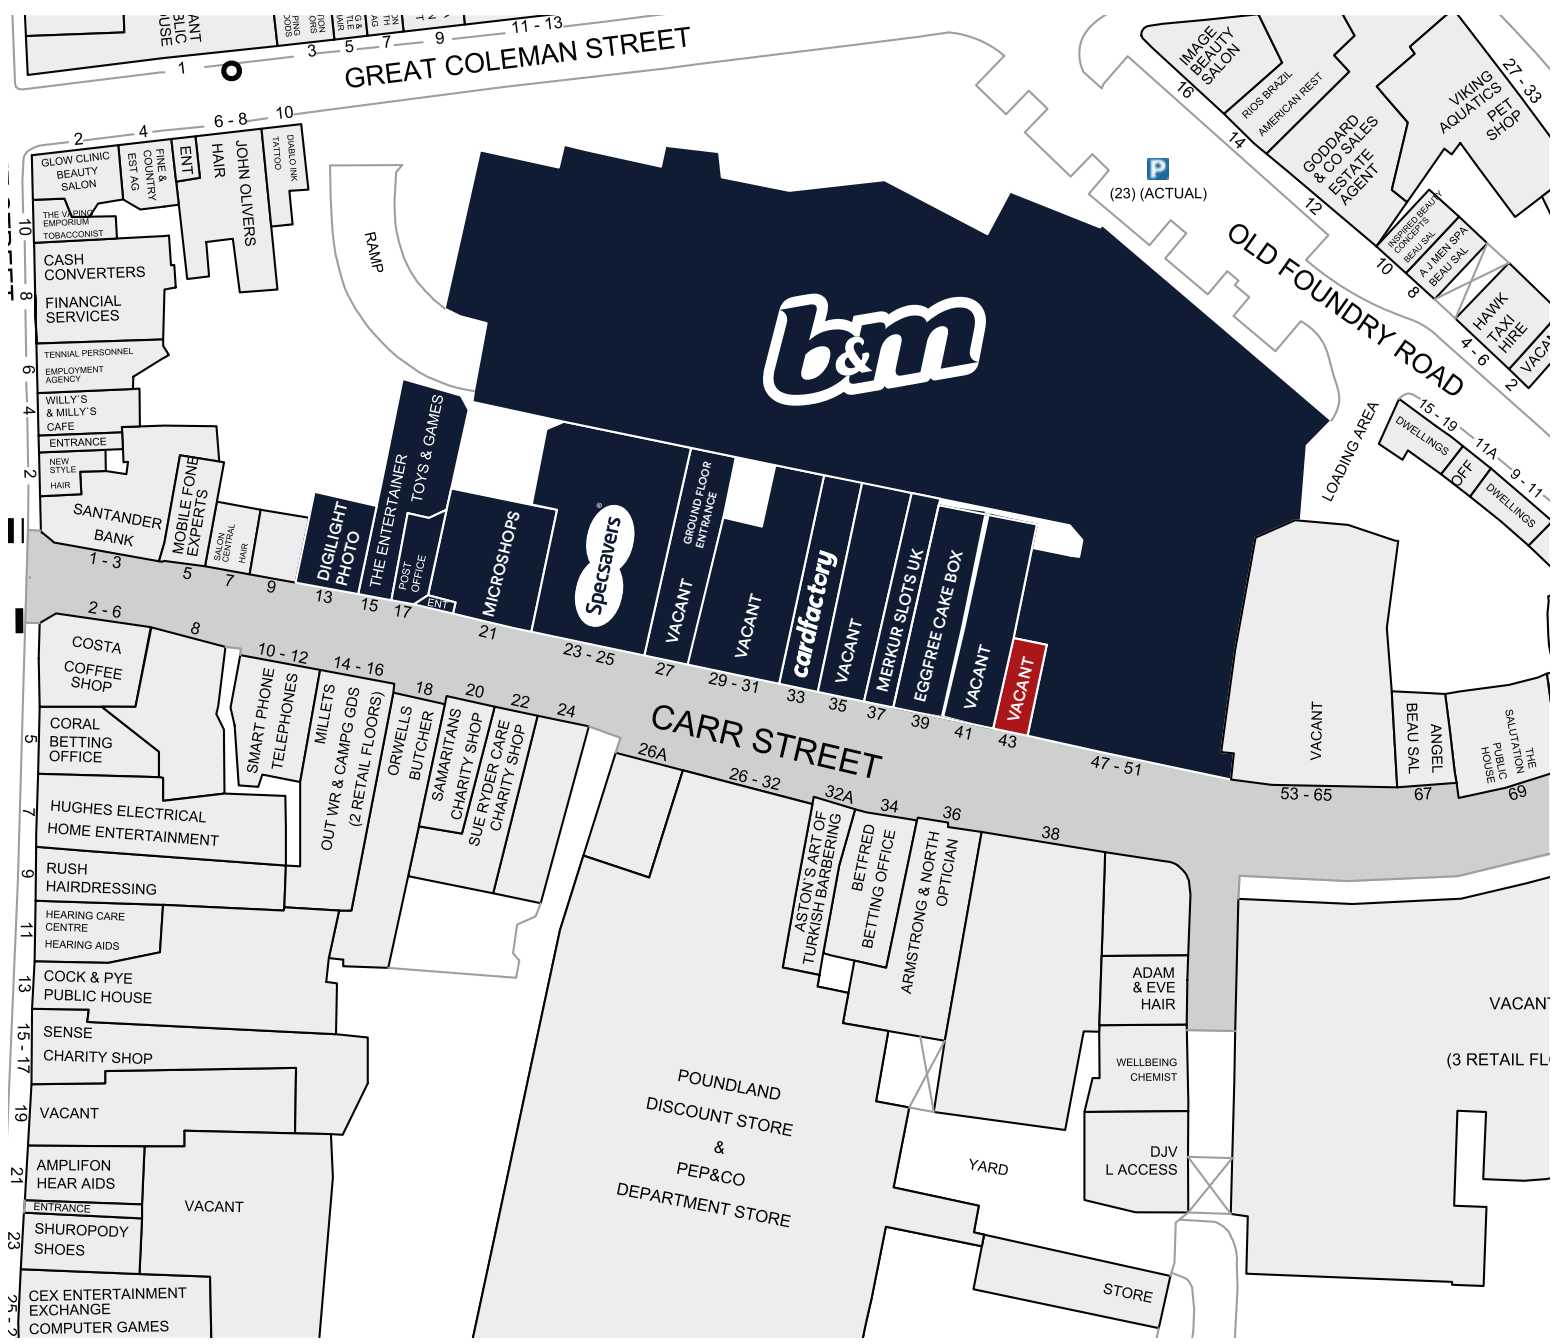 1
3
5
7
9
11 - 13
GREAT COLEMAN STREET
2
4
6 - 8
10
GLOW CLINIC
BEAUTY
SALON
FINE &
COUNTRY
EST AG
ENT
JOHN OLIVERS
HAIR
DIABLO INK
TATTOO
THE VAPING
EMPORIUM
TOBACCONIST
10
CASH
CONVERTERS
8
FINANCIAL
SERVICES
TENNIAL PERSONNEL
6
EMPLOYMENT
AGENCY
WILLY`S
& MILLY`S
CAFE
4
ENTRANCE
NEW
STYLE
HAIR
2
SANTANDER
BANK
1 - 3
MOBILE FONE
EXPERTS
5
SALON
CENTRAL
HAIR
7
9
RAMP
b&m
DIGILIGHT
PHOTO
13
THE ENTERTAINER
TOYS & GAMES
15
POST
OFFICE
17
ENT
MICROSHOPS
21
Specsavers
®
23 - 25
GROUND FLOOR
ENTRANCE
VACANT
27
VACANT
29 - 31
cardfactory
33
VACANT
35
MERKUR SLOTS UK
37
EGGFREE CAKE BOX
39
VACANT
41
VACANT
43
47 - 51
CARR STREET
IMAGE
BEAUTY
SALON
16
RIOS BRAZIL
AMERICAN REST
14
GODDARD
& CO SALES
ESTATE
AGENT
12
VIKING
AQUATICS
PET
SHOP
27 - 33
P
(23) (ACTUAL)
OLD FOUNDRY ROAD
INSPIRED BEAUTY
CONCEPTS
BEAU SAL
10
A J MEN SPA
BEAU SAL
8
HAWK
TAXI
HIRE
4 - 6
2
LOADING AREA
15 - 19
11A
9 - 11
DWELLINGS
OFF
DWELLINGS
VACANT
53 - 65
ANGEL
BEAU SAL
67
THE
SALUTATION
PUBLIC
HOUSE
69
2 - 6
COSTA
COFFEE
SHOP
8
CORAL
BETTING
OFFICE
5
SMART PHONE
TELEPHONES
10 - 12
MILLETS
OUT WR & CAMPG GDS
(2 RETAIL FLOORS)
14 - 16
ORWELLS
BUTCHER
18
SAMARITANS
CHARITY SHOP
20
SUE RYDER CARE
CHARITY SHOP
22
24
26A
26 - 32
32A
34
36
38
HUGHES ELECTRICAL
HOME ENTERTAINMENT
7
RUSH
HAIRDRESSING
9
HEARING CARE
CENTRE
HEARING AIDS
11
COCK & PYE
PUBLIC HOUSE
13
SENSE
CHARITY SHOP
15 - 17
VACANT
19
AMPLIFON
HEAR AIDS
21
ENTRANCE
VACANT
SHUROPODY
SHOES
23
CEX ENTERTAINMENT
EXCHANGE
COMPUTER GAMES
ASTON`S ART OF
TURKISH BARBERING
BETFRED
BETTING OFFICE
ARMSTRONG & NORTH
OPTICIAN
ADAM
& EVE
HAIR
WELLBEING
CHEMIST
DJV
L ACCESS
YARD
STORE
POUNDLAND
DISCOUNT STORE
&
PEP&CO
DEPARTMENT STORE
(3 RETAIL